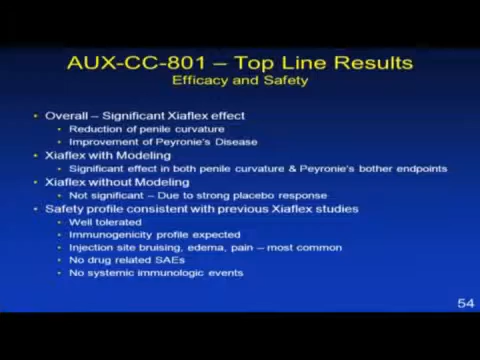 AUX-CC-801 – Top Line Results
Efficacy and Safety
• Overall – Significant Xiaflex effect
• Reduction of penile curvature
• Improvement of Peyronie's Disease
• Xiaflex with Modeling
• Significant effect in both penile curvature & Peyronie's bother endpoints
• Xiaflex without Modeling
• Not significant – Due to strong placebo response
• Safety profile consistent with previous Xiaflex studies
• Well tolerated
• Immunogenicity profile expected
• Injection site bruising, edema, pain – most common
• No drug related SAEs
• No systemic immunologic events
54